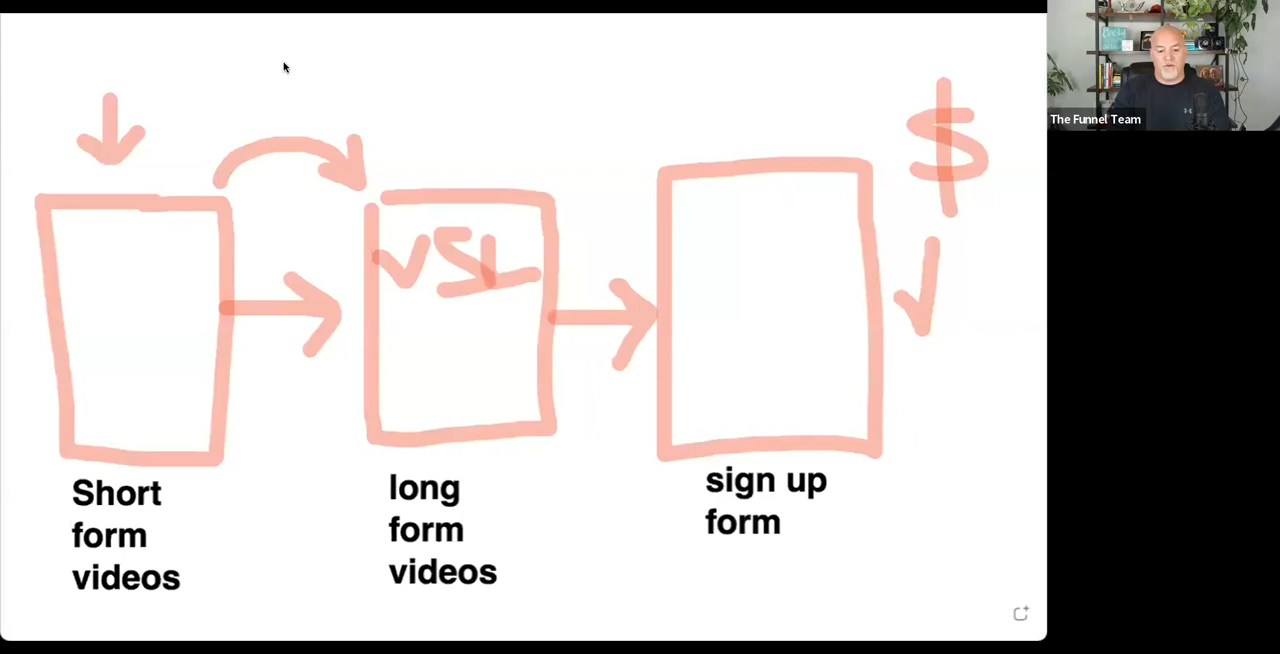 The Funnel Team
$
VSL
Short
form
videos
long
form
videos
sign up
form